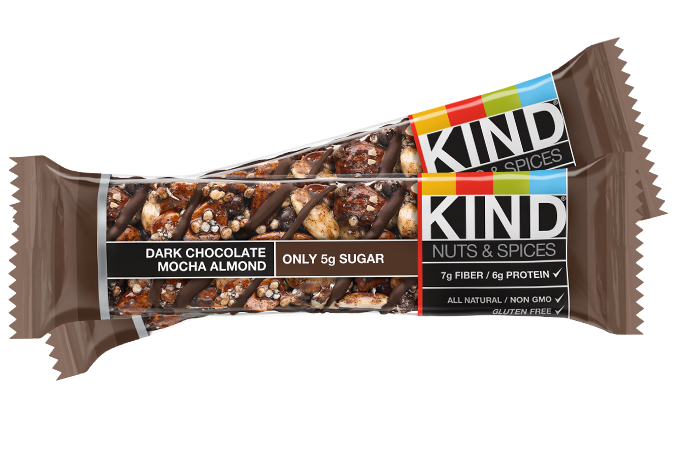 KIND®
& SPICES
KIND®
NUTS & SPICES
DARK CHOCOLATE
MOCHA ALMOND
ONLY 5g SUGAR
7g FIBER / 6g PROTEIN ✓
ALL NATURAL / NON GMO ✓
GLUTEN FREE ✓